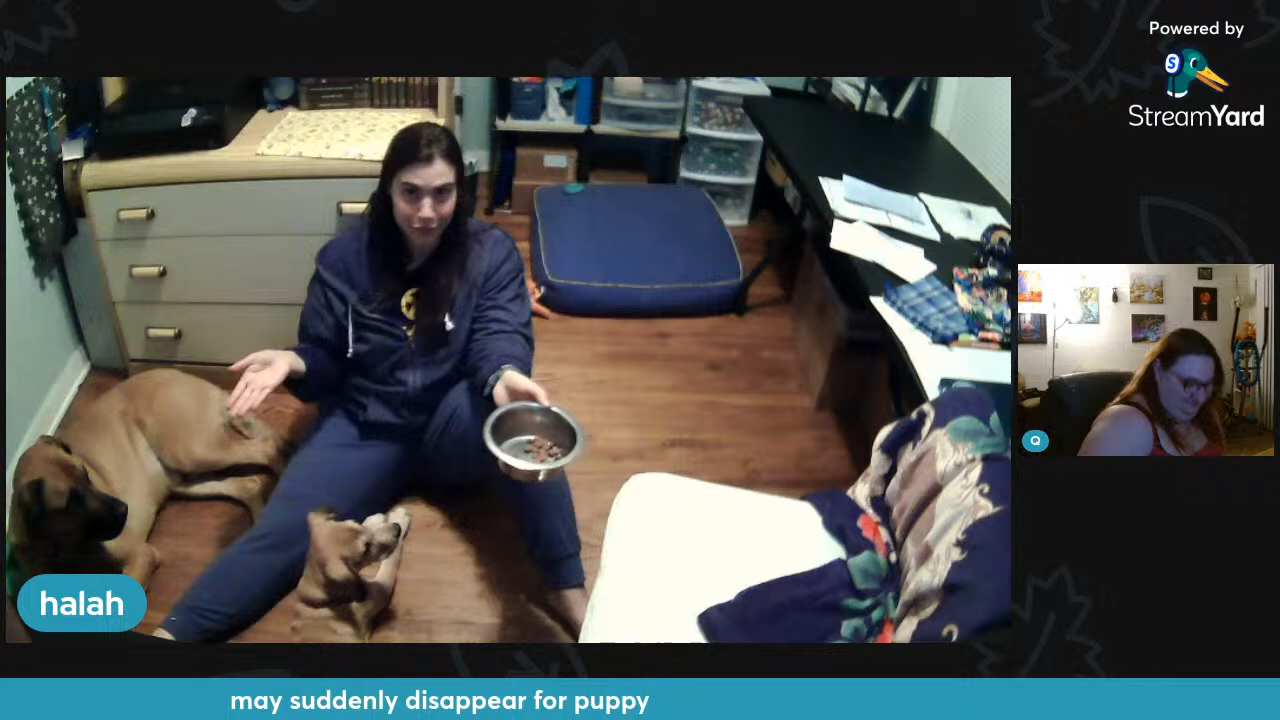 Powered by
S
StreamYard
Q
halah
may suddenly disappear for puppy